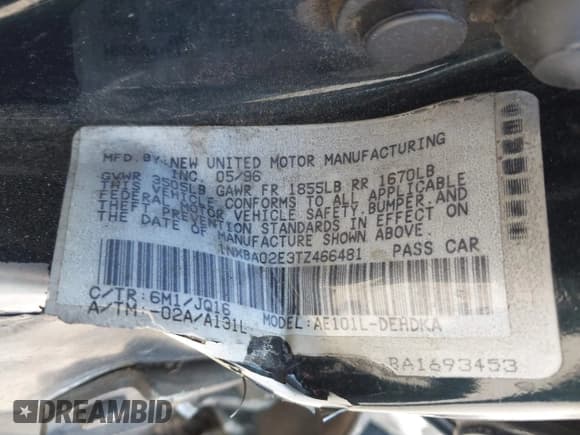 MFD. BY: NEW UNITED MOTOR MANUFACTURING
INC. 05/96
GVWR 3505LB GAWR FR 1855LB RR 1670LB
THIS VEHICLE CONFORMS TO ALL APPLICABLE
FEDERAL MOTOR VEHICLE SAFETY, BUMPER, AND
THEFT PREVENTION STANDARDS IN EFFECT ON
DATE OF MANUFACTURE SHOWN ABOVE.
1NXBA02E3TZ466481 PASS CAR
C/TR: 6M1/JQ16
A/TM: -02A/A131L MODEL: AE101L-DEHDKA
BA1693453
DREAMBID